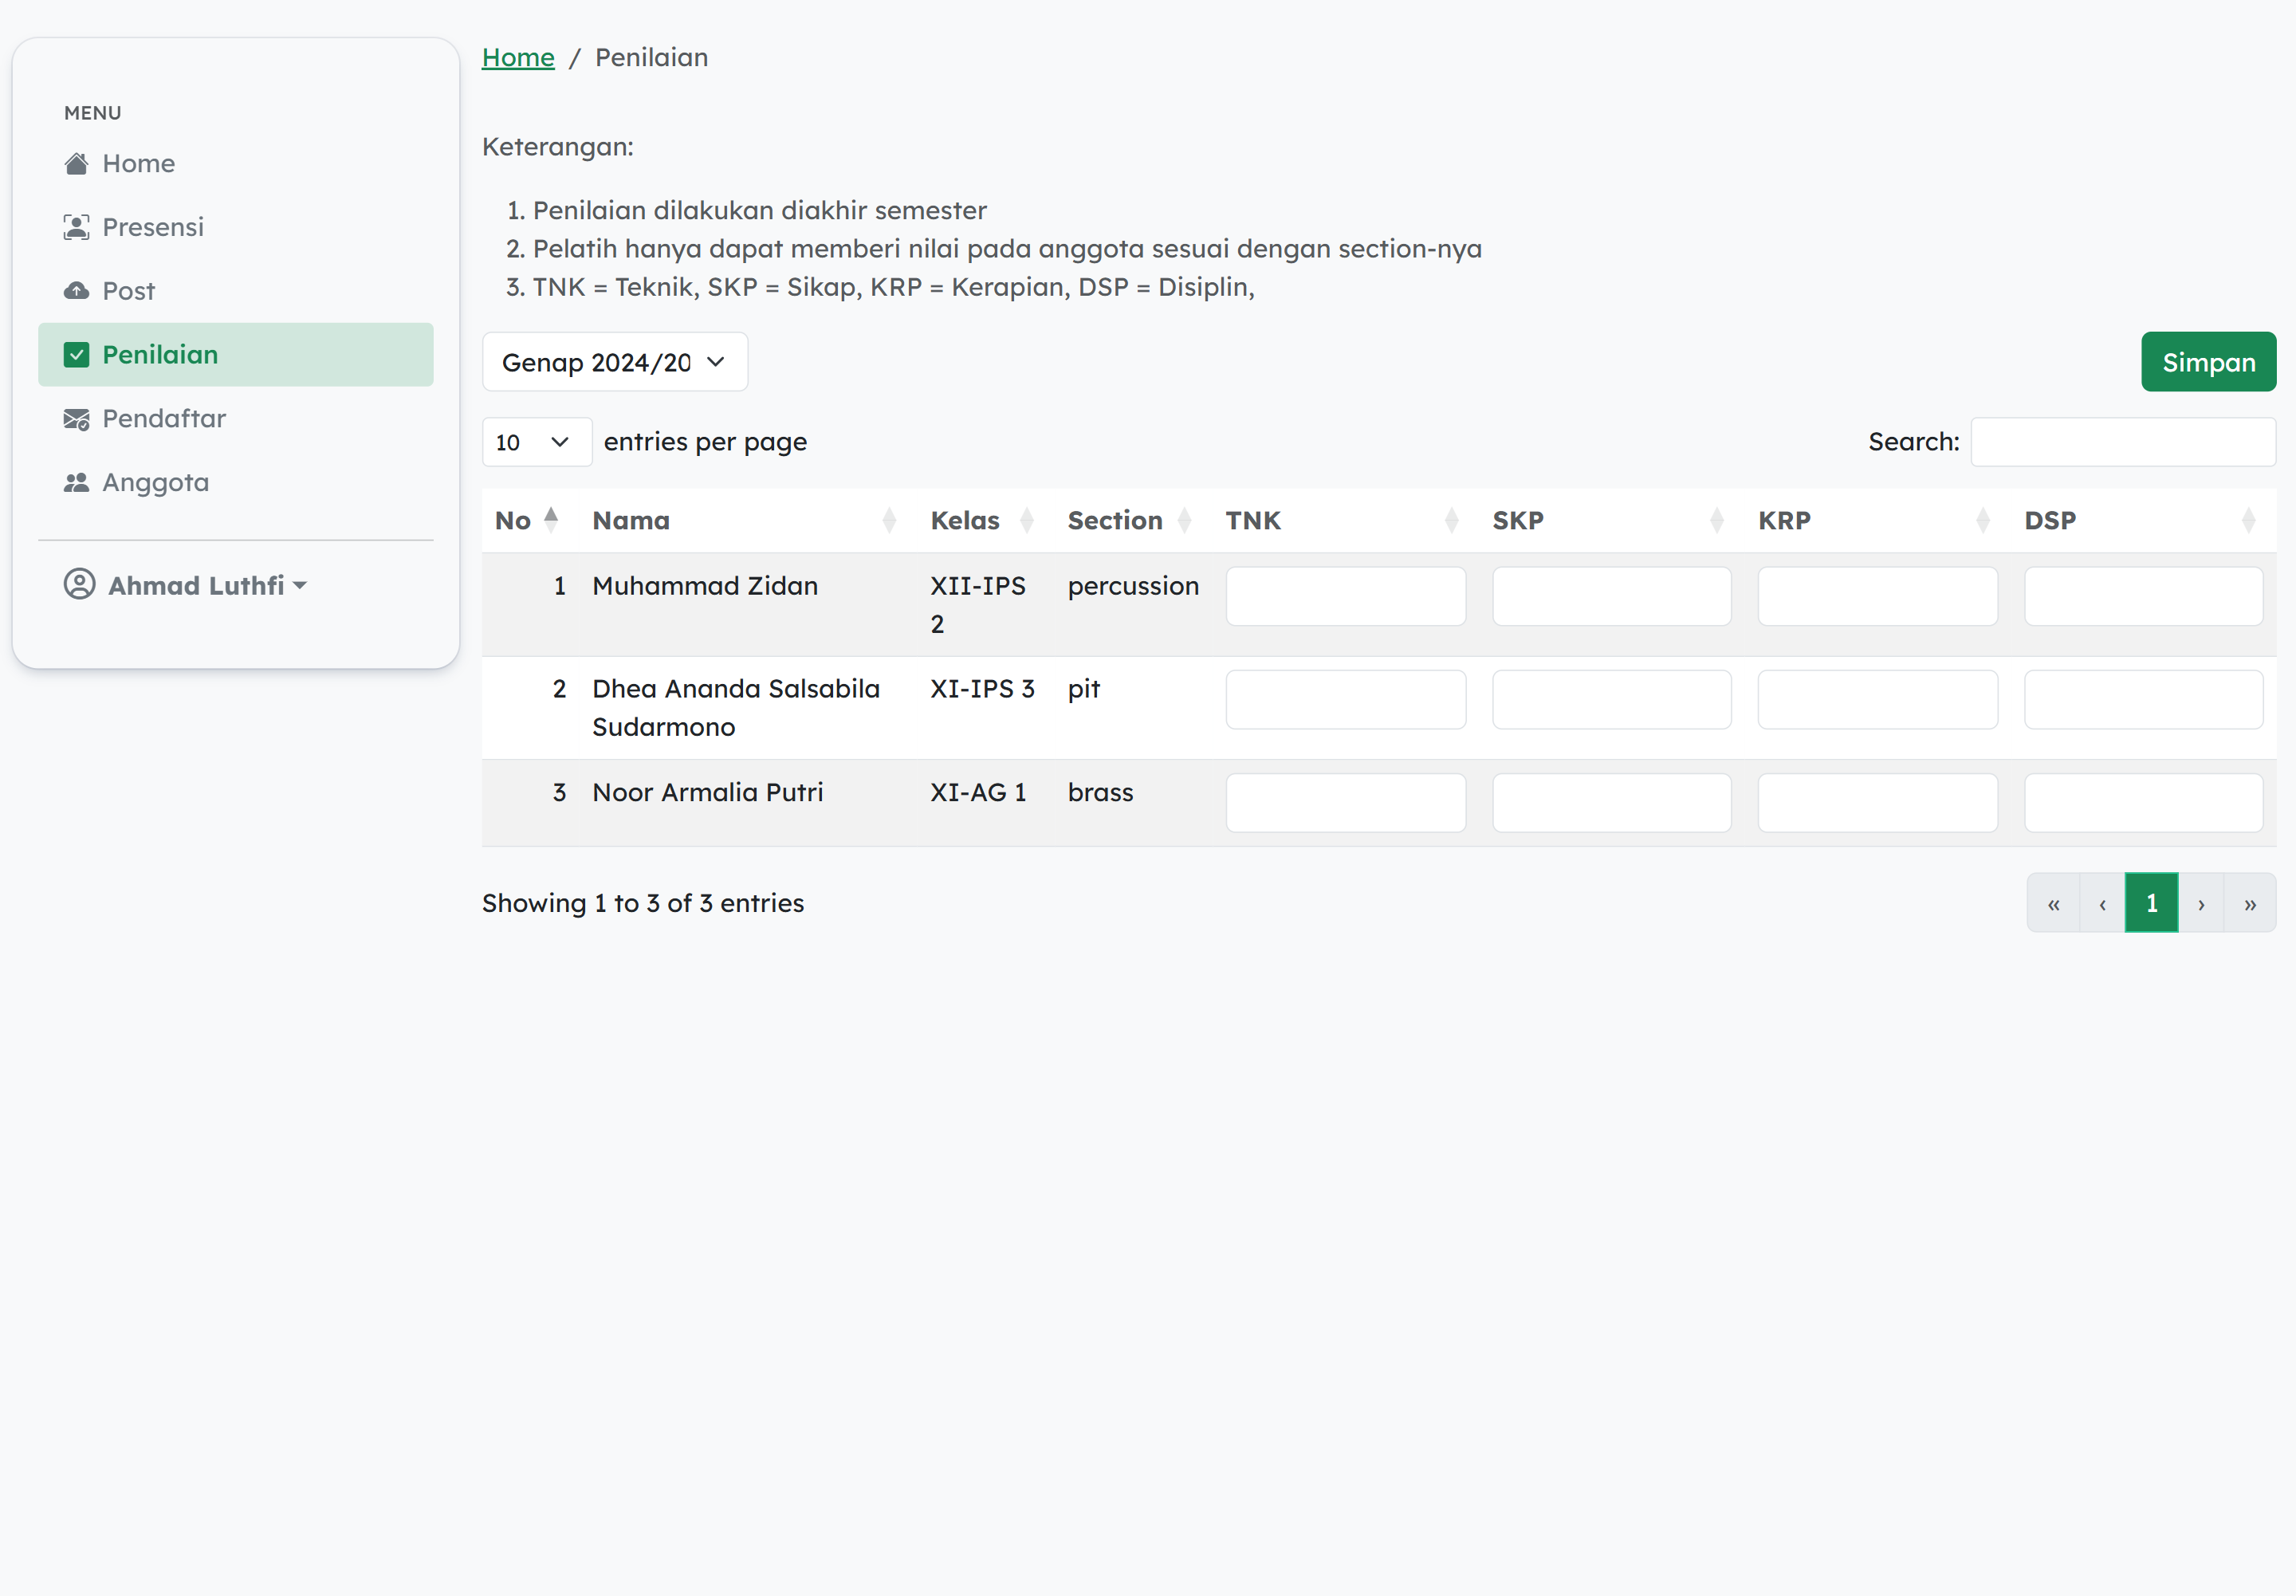 MENU
Home
Presensi
Post
Penilaian
Pendaftar
Anggota
Ahmad Luthfi
Home / Penilaian
Keterangan:
1. Penilaian dilakukan diakhir semester
2. Pelatih hanya dapat memberi nilai pada anggota sesuai dengan section-nya
3. TNK = Teknik, SKP = Sikap, KRP = Kerapian, DSP = Disiplin,
Genap 2024/20
Simpan
10 entries per page
Search:
No Nama Kelas Section TNK SKP KRP DSP
1 Muhammad Zidan XII-IPS 2 percussion
2 Dhea Ananda Salsabila Sudarmono XI-IPS 3 pit
3 Noor Armalia Putri XI-AG 1 brass
Showing 1 to 3 of 3 entries
« ‹ 1 › »